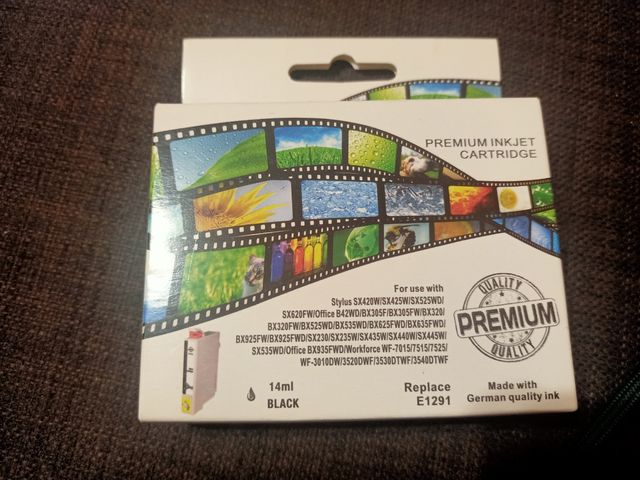 PREMIUM INKJET
CARTRIDGE
For use with
Stylus SX420W/SX425W/SX525WD/
SX620FW/Office B42WD/BX305F/BX305FW/BX320/
BX320FW/BX525WD/BX535WD/BX625FWD/BX635FWD/
BX925FW/BX925FWD/SX230/SX235W/SX435W/SX440W/SX445W/
SX535WD/Office BX935FWD/Workforce WF-7015/7515/7525/
WF-3010DW/3520DWF/3530DTWF/3540DTWF
QUALITY
PREMIUM
QUALITY
14ml
BLACK
Replace
E1291
Made with
German quality ink